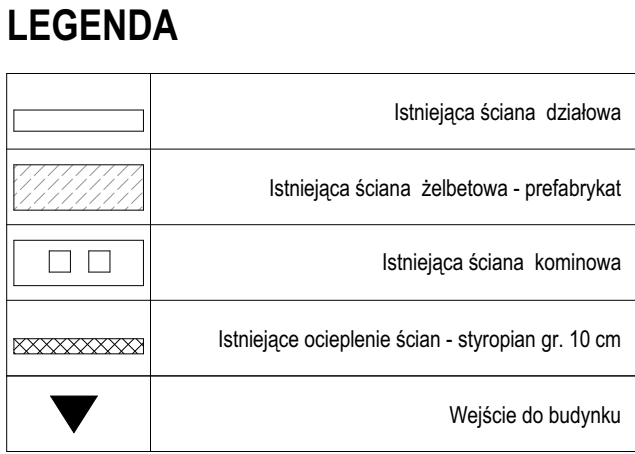 LEGENDA
Istniejąca ściana działowa
Istniejąca ściana żelbetowa - prefabrykat
Istniejąca ściana kominowa
Istniejące ocieplenie ścian - styropian gr. 10 cm
Wejście do budynku